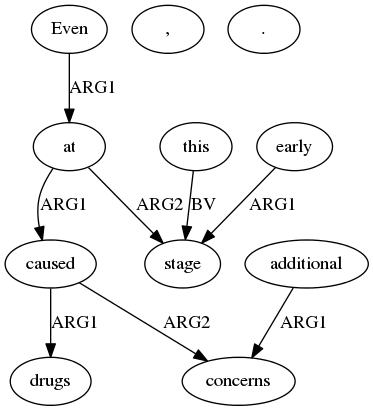 Even , .
ARG1
at this early
ARG1 ARG2 BV ARG1
caused stage additional
ARG1 ARG2 ARG1
drugs concerns